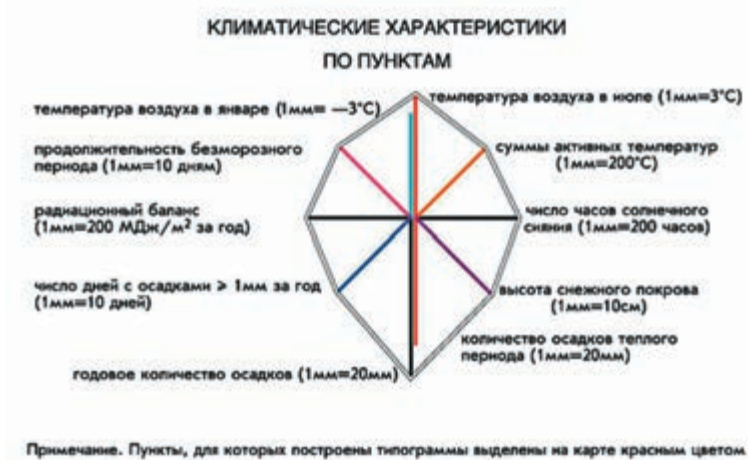 КЛИМАТИЧЕСКИЕ ХАРАКТЕРИСТИКИ
ПО ПУНКТАМ
температура воздуха в январе (1мм= —3°С)
температура воздуха в июле (1мм=3°С)
продолжительность безморозного
периода (1мм=10 дням)
суммы активных температур
(1мм=200°С)
радиационный баланс
(1мм=200 МДж/м² за год)
число часов солнечного
сияния (1мм=200 часов)
число дней с осадками > 1мм за год
(1мм=10 дней)
высота снежного покрова
(1мм=10см)
количество осадков теплого
периода (1мм=20мм)
годовое количество осадков (1мм=20мм)
Примечание. Пункты, для которых построены типограммы выделены на карте красным цветом